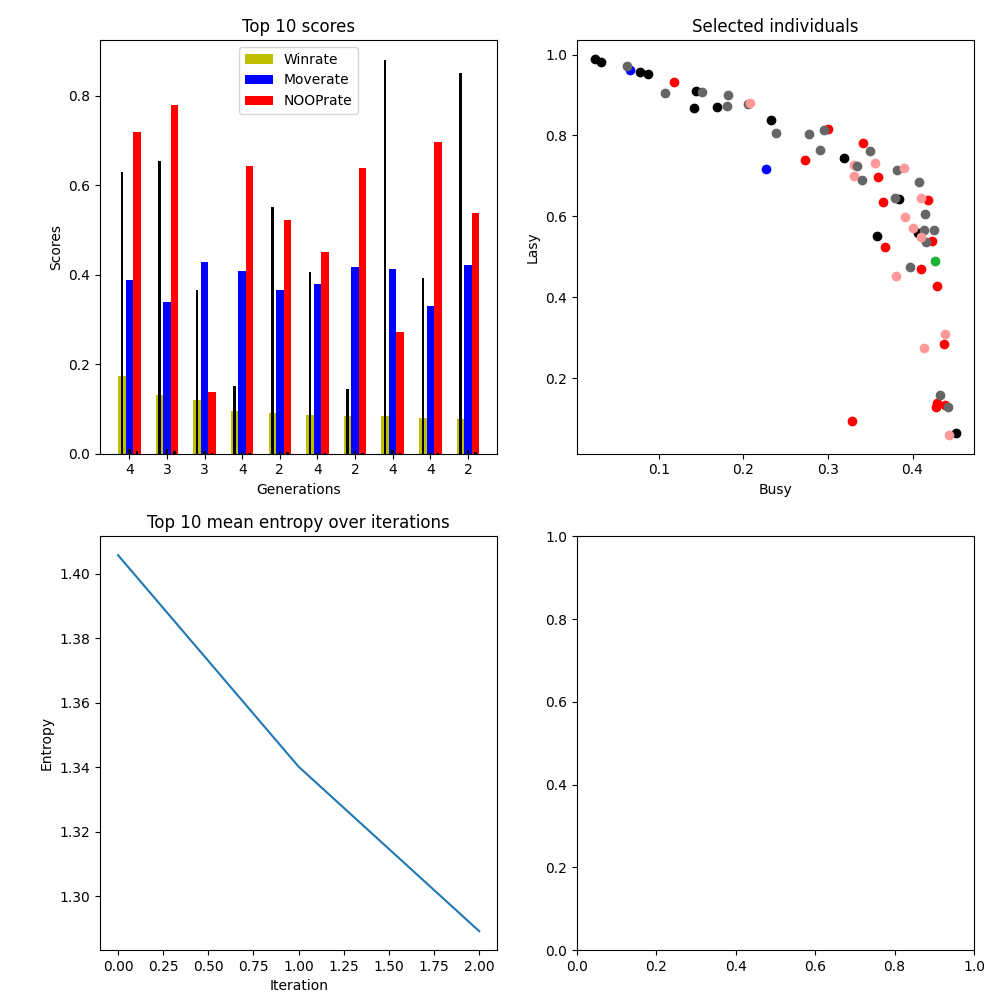 Top 10 scores
Winrate
Moverate
NOOPrate
0.8
0.6
0.4
0.2
0.0
Scores
4 3 3 4 2 4 2 4 4 2
Generations
Selected individuals
1.0
0.8
0.6
0.4
0.2
Lasy
0.1 0.2 0.3 0.4
Busy
Top 10 mean entropy over iterations
1.40
1.38
1.36
1.34
1.32
1.30
Entropy
0.00 0.25 0.50 0.75 1.00 1.25 1.50 1.75 2.00
Iteration
1.0
0.8
0.6
0.4
0.2
0.0
0.0 0.2 0.4 0.6 0.8 1.0